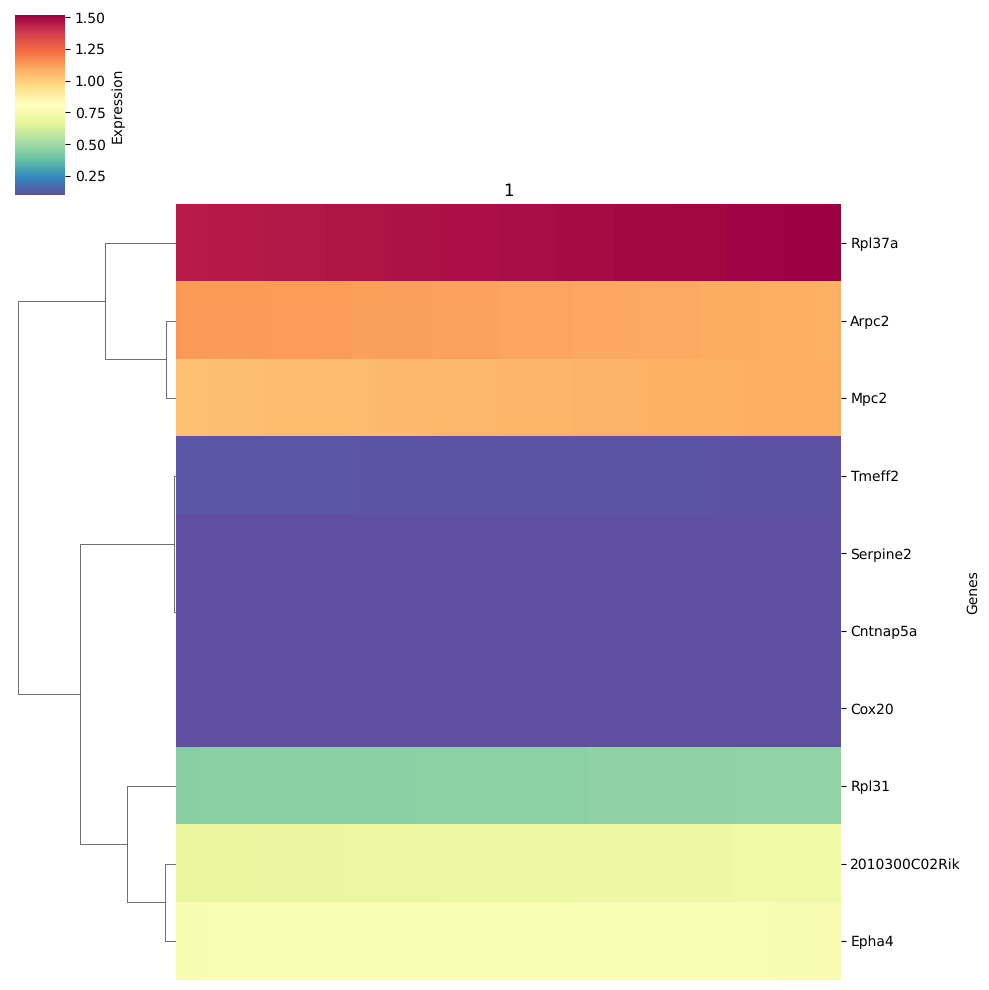 1.50
1.25
1.00
0.75
0.50
0.25
Expression
1
Rpl37a
Arpc2
Mpc2
Tmeff2
Serpine2
Cntnap5a
Cox20
Rpl31
2010300C02Rik
Epha4
Genes